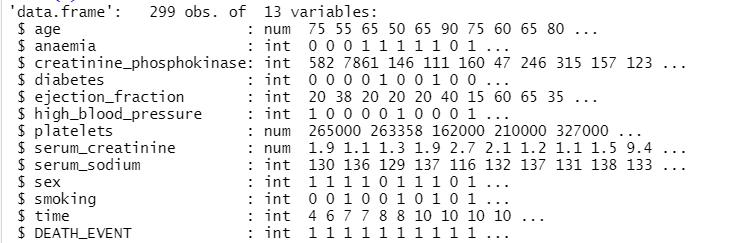 'data.frame':   299 obs. of  13 variables:
 $ age                     : num  75 55 65 50 65 90 75 60 65 80 ...
 $ anaemia                 : int  0 0 0 1 1 1 1 1 0 1 ...
 $ creatinine_phosphokinase: int  582 7861 146 111 160 47 246 315 157 123 ...
 $ diabetes                : int  0 0 0 0 1 0 0 1 0 0 ...
 $ ejection_fraction       : int  20 38 20 20 20 40 15 60 65 35 ...
 $ high_blood_pressure     : int  1 0 0 0 0 1 0 0 0 1 ...
 $ platelets               : num  265000 263358 162000 210000 327000 ...
 $ serum_creatinine        : num  1.9 1.1 1.3 1.9 2.7 2.1 1.2 1.1 1.5 9.4 ...
 $ serum_sodium            : int  130 136 129 137 116 132 137 131 138 133 ...
 $ sex                     : int  1 1 1 1 0 1 1 1 0 1 ...
 $ smoking                 : int  0 0 1 0 0 1 0 1 0 1 ...
 $ time                    : int  4 6 7 7 8 8 10 10 10 10 ...
 $ DEATH_EVENT             : int  1 1 1 1 1 1 1 1 1 1 ...